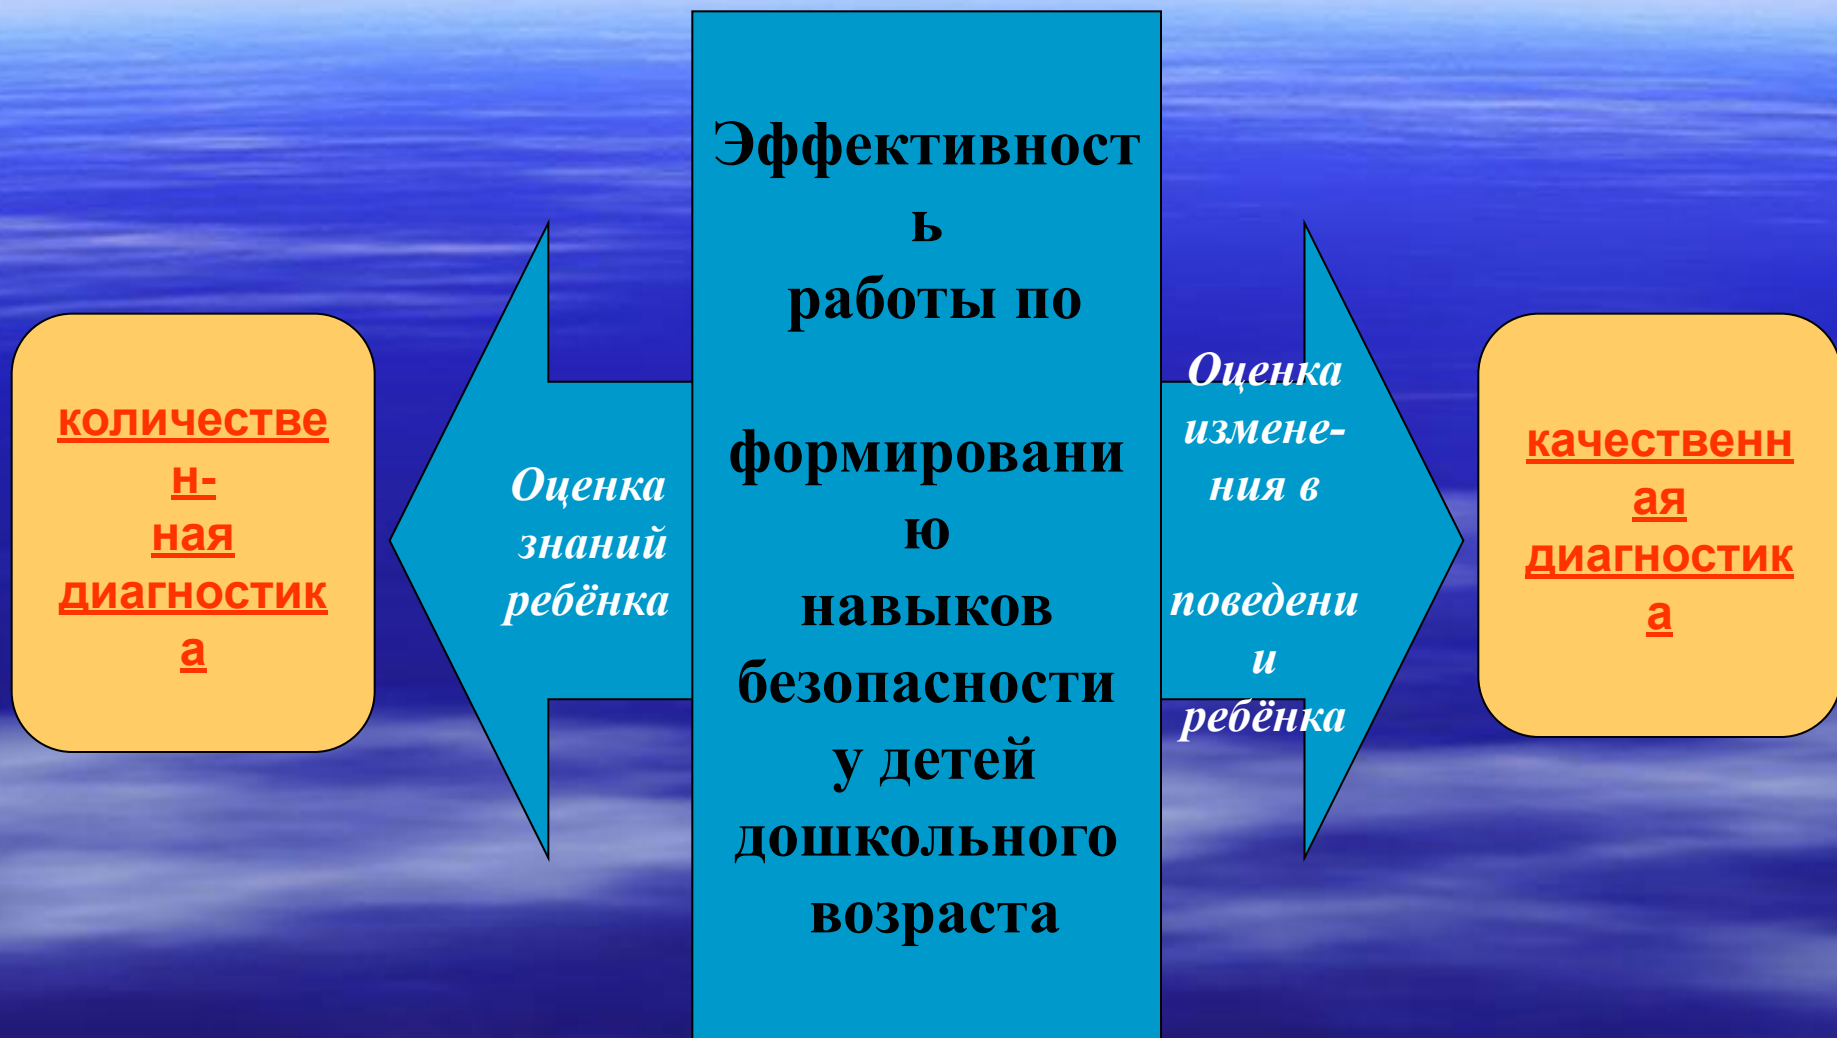 количестве
н-
ная
диагностик
а
Оценка
знаний
ребёнка
Эффективност
ь
работы по
формировани
ю
навыков
безопасности
у детей
дошкольного
возраста
Оценка
измене-
ния в
поведени
и
ребёнка
качественн
ая
диагностик
а